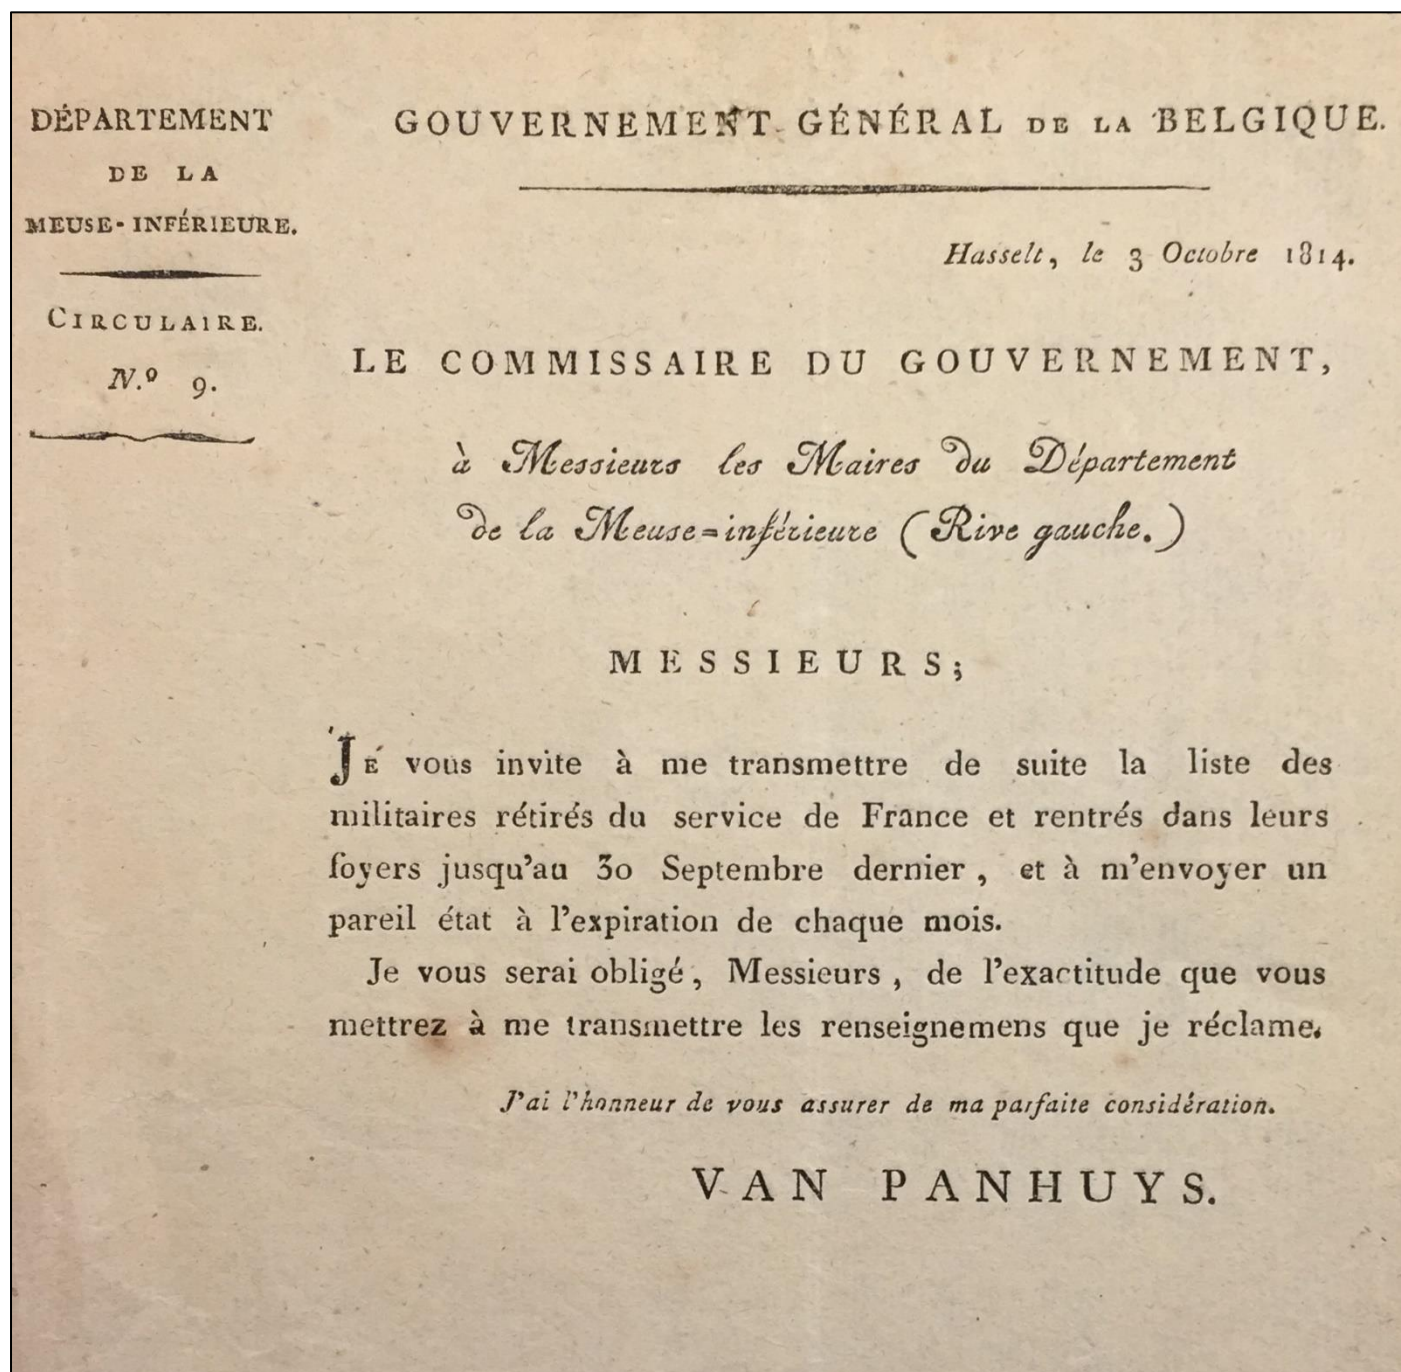 DÉPARTEMENT
DE LA
MEUSE-INFÉRIEURE.
CIRCULAIRE.
N.º 9.
GOUVERNEMENT GÉNÉRAL DE LA BELGIQUE.
Hasselt, le 3 Octobre 1814.
LE COMMISSAIRE DU GOUVERNEMENT,
à Messieurs les Maires du Département
de la Meuse=inférieure (Rive gauche.)
MESSIEURS;
JE vous invite à me transmettre de suite la liste des
militaires rétirés du service de France et rentrés dans leurs
foyers jusqu'au 30 Septembre dernier, et à m'envoyer un
pareil état à l'expiration de chaque mois.
Je vous serai obligé, Messieurs, de l'exactitude que vous
mettrez à me transmettre les renseignemens que je réclame.
J'ai l'honneur de vous assurer de ma parfaite considération.
VAN PANHUYS.